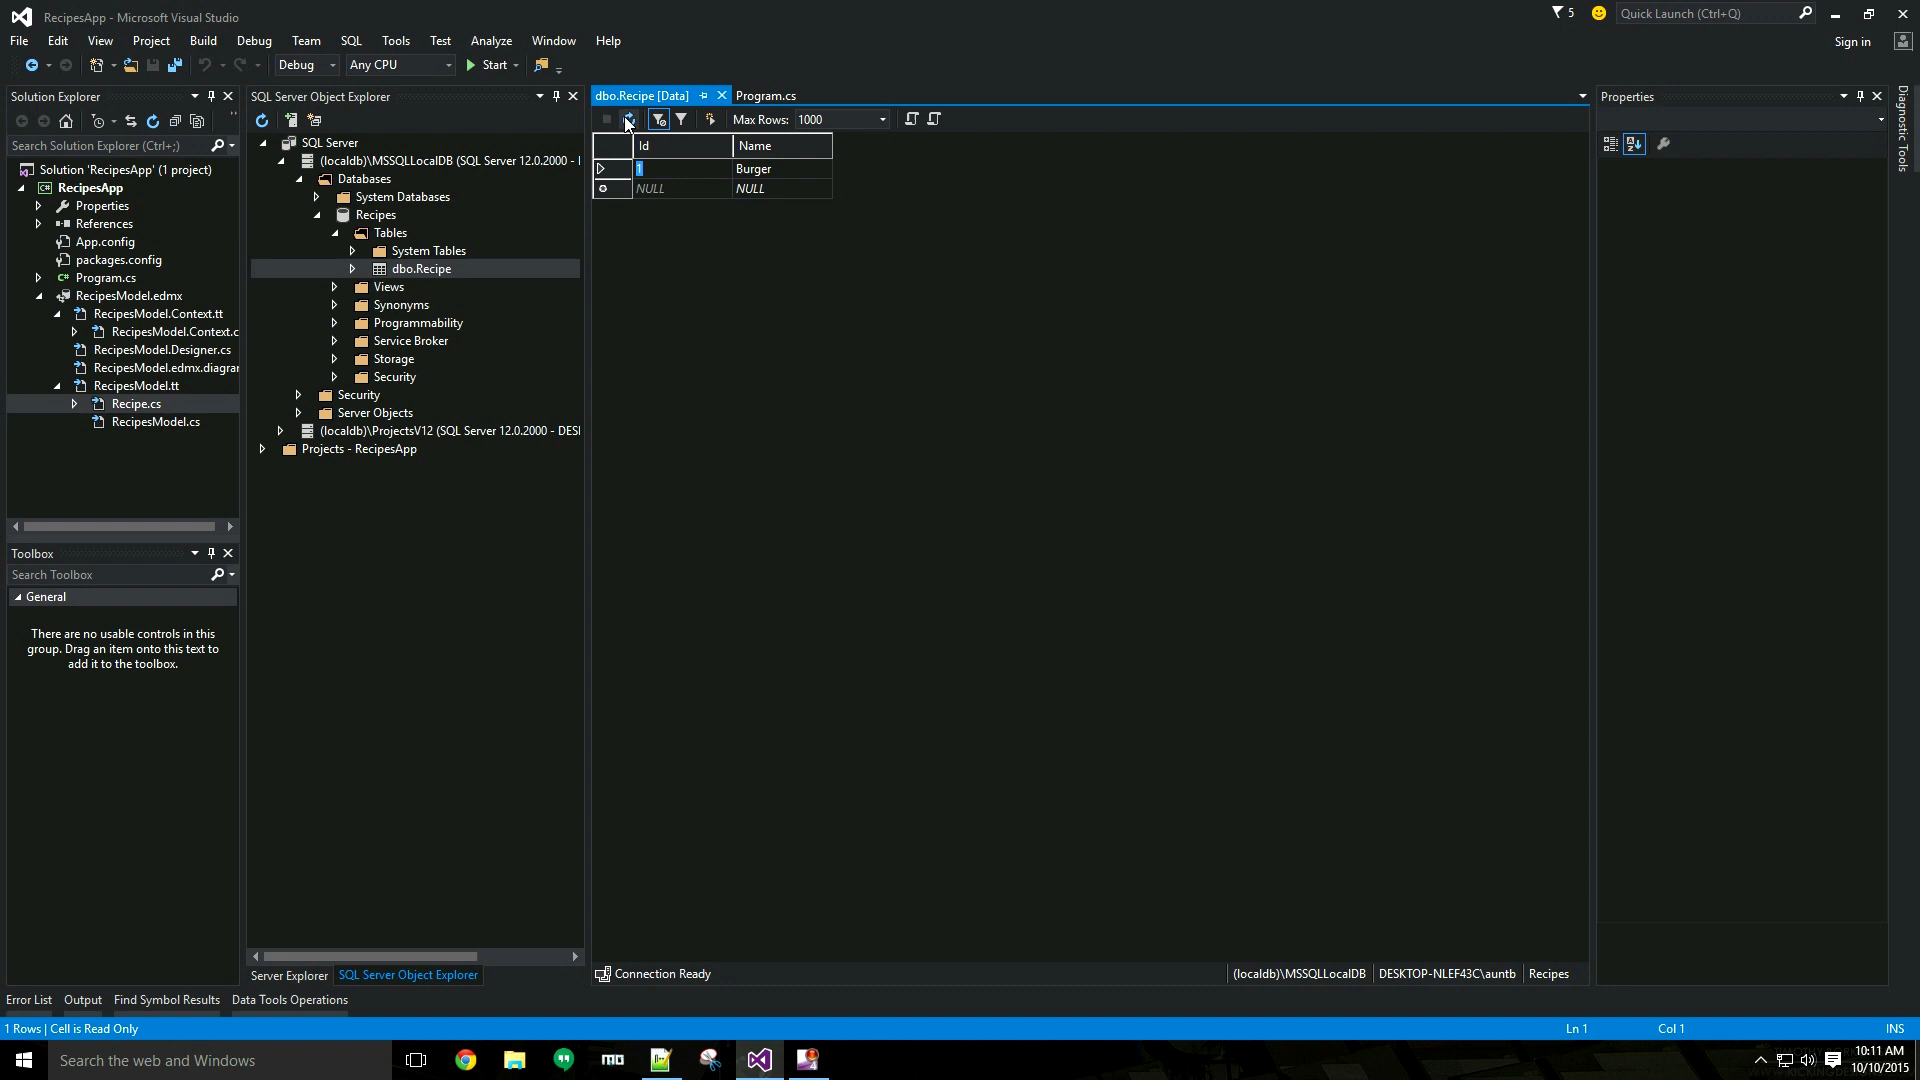 RecipesApp - Microsoft Visual Studio
5
Quick Launch (Ctrl+Q)
File Edit View Project Build Debug Team SQL Tools Test Analyze Window Help
Sign in
Debug Any CPU Start
Solution Explorer
Search Solution Explorer (Ctrl+;)
Solution 'RecipesApp' (1 project)
RecipesApp
Properties
References
App.config
packages.config
Program.cs
RecipesModel.edmx
RecipesModel.Context.tt
RecipesModel.Context.c
RecipesModel.Designer.cs
RecipesModel.edmx.diagra
RecipesModel.tt
Recipe.cs
RecipesModel.cs
Toolbox
Search Toolbox
General
There are no usable controls in this
group. Drag an item onto this text to
add it to the toolbox.
SQL Server Object Explorer
SQL Server
(localdb)\MSSQLLocalDB (SQL Server 12.0.2000 -
Databases
System Databases
Recipes
Tables
System Tables
dbo.Recipe
Views
Synonyms
Programmability
Service Broker
Storage
Security
Security
Server Objects
(localdb)\ProjectsV12 (SQL Server 12.0.2000 - DESI
Projects - RecipesApp
Server Explorer SQL Server Object Explorer
dbo.Recipe [Data] Program.cs
Max Rows: 1000
Id Name
1 Burger
NULL NULL
Connection Ready (localdb)\MSSQLLocalDB DESKTOP-NLEF43C\auntb Recipes
Properties
Diagnostic Tools
Error List Output Find Symbol Results Data Tools Operations
1 Rows | Cell is Read Only Ln 1 Col 1 INS
Search the web and Windows
10:11 AM
10/10/2015